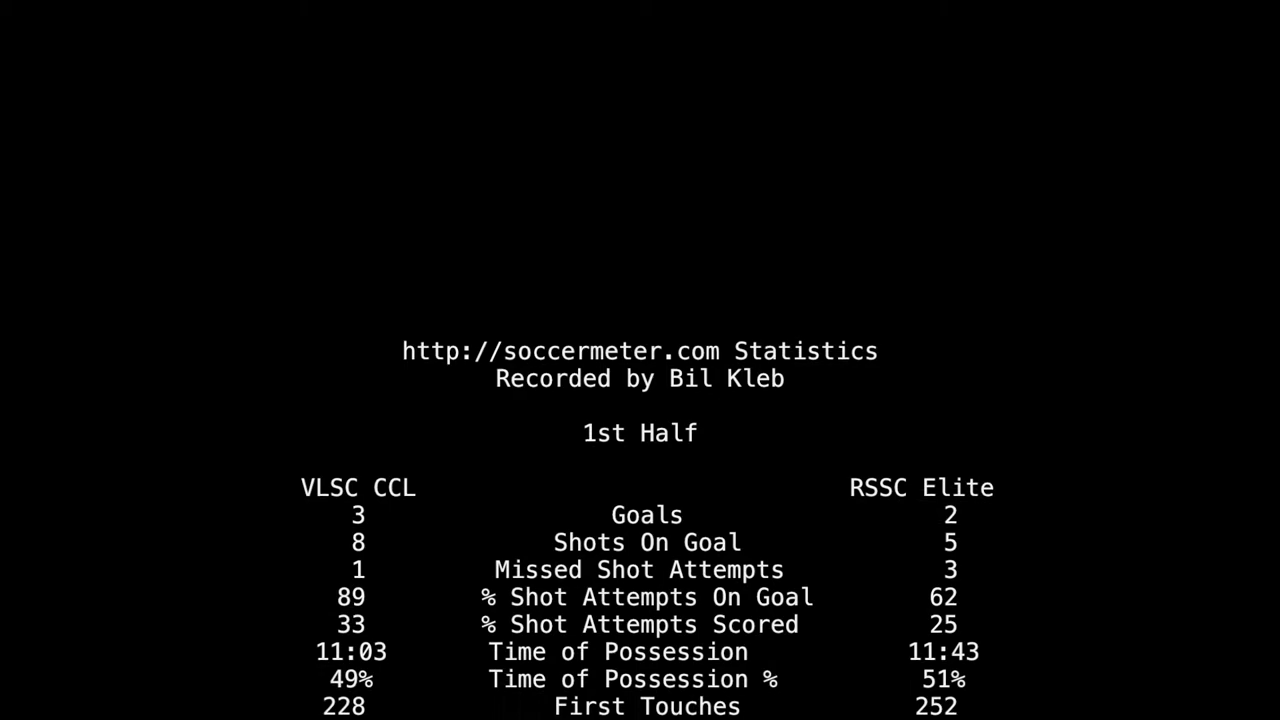 http://soccermeter.com Statistics
Recorded by Bil Kleb
1st Half
VLSC CCL RSSC Elite
3 Goals 2
8 Shots On Goal 5
1 Missed Shot Attempts 3
89 % Shot Attempts On Goal 62
33 % Shot Attempts Scored 25
11:03 Time of Possession 11:43
49% Time of Possession % 51%
228 First Touches 252